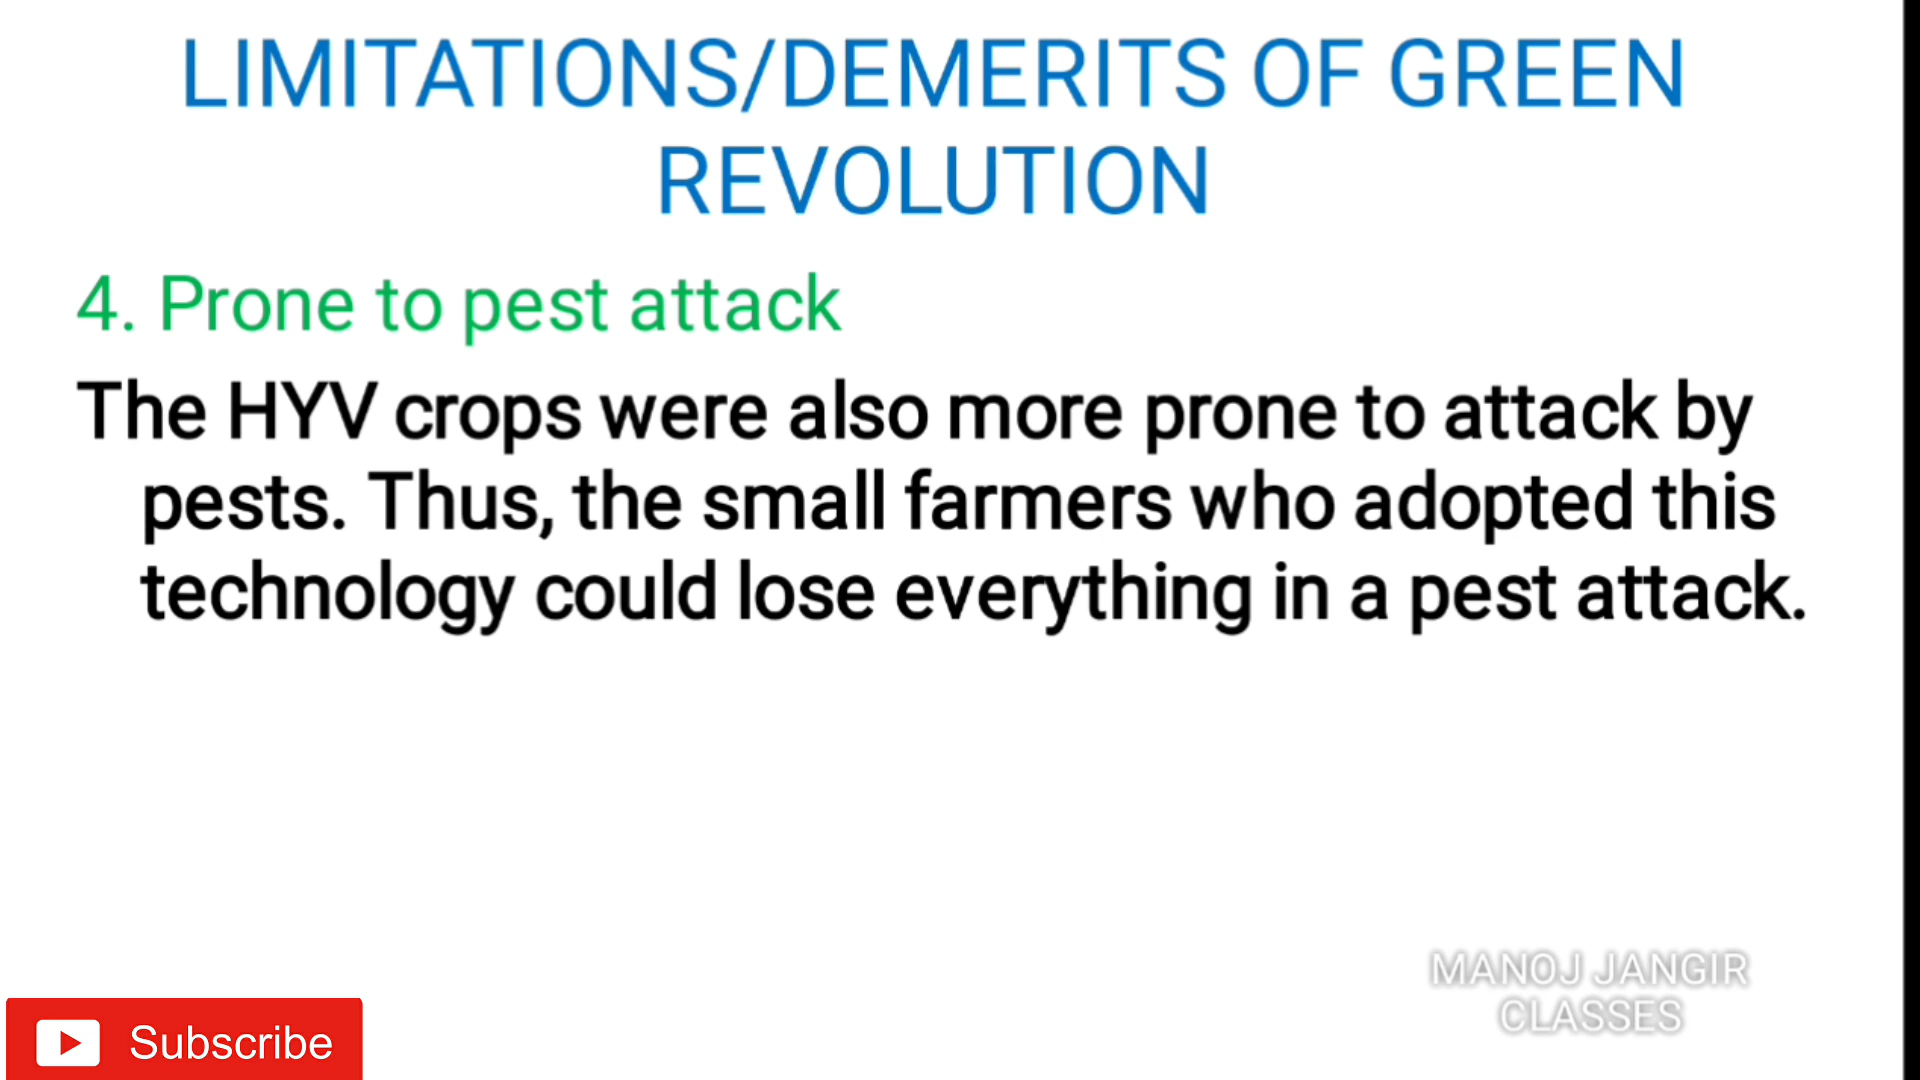 LIMITATIONS/DEMERITS OF GREEN
REVOLUTION
4. Prone to pest attack
The HYV crops were also more prone to attack by
pests. Thus, the small farmers who adopted this
technology could lose everything in a pest attack.
MANOJ JANGIR
CLASSES
Subscribe